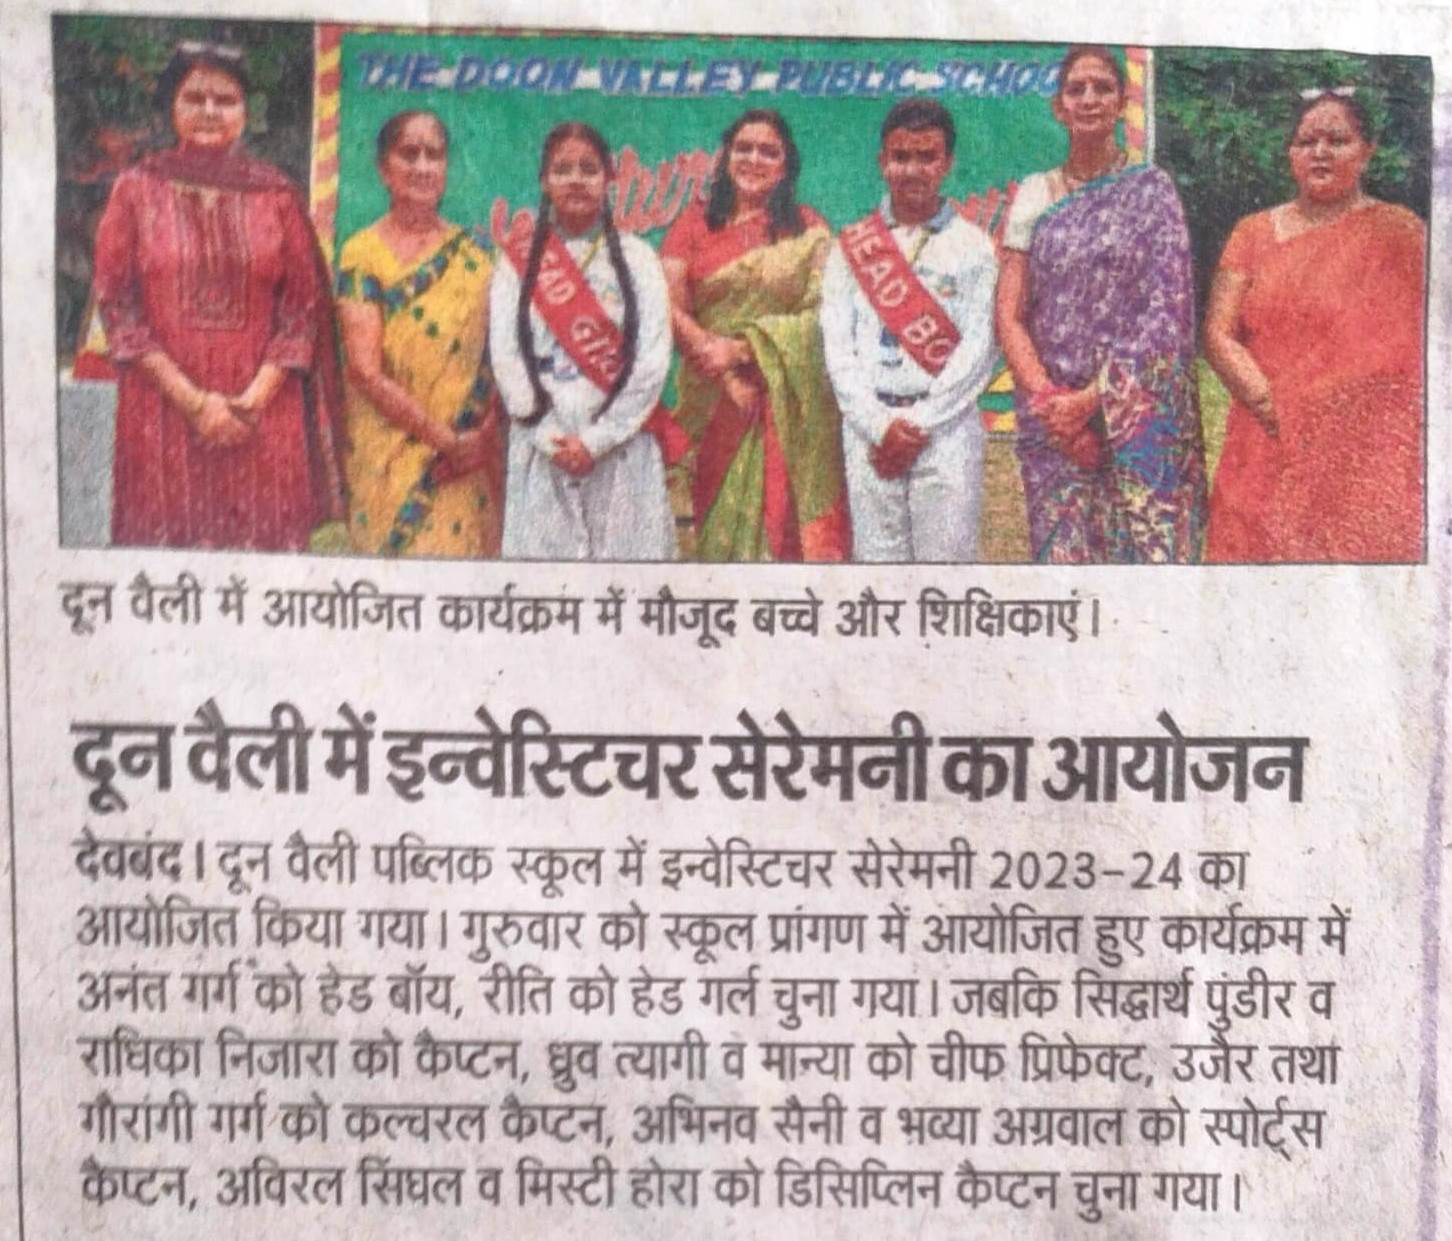 THE DOON VALLEY PUBLIC SCHOO
HEAD GIR
HEAD BO
दून वैली में आयोजित कार्यक्रम में मौजूद बच्चे और शिक्षिकाएं।
दून वैली में इन्वेस्टिचर सेरेमनी का आयोजन
देवबंद। दून वैली पब्लिक स्कूल में इन्वेस्टिचर सेरेमनी 2023-24 का
आयोजित किया गया। गुरुवार को स्कूल प्रांगण में आयोजित हुए कार्यक्रम में
अनंत गर्ग को हेड बॉय, रीति को हेड गर्ल चुना गया। जबकि सिद्धार्थ पुंडीर व
राधिका निजारा को कैप्टन, ध्रुव त्यागी व मान्या को चीफ प्रिफेक्ट, उजैर तथा
गौरांगी गर्ग को कल्चरल कैप्टन, अभिनव सैनी व भव्या अग्रवाल को स्पोर्ट्स
कैप्टन, अविरल सिंघल व मिस्टी होरा को डिसिप्लिन कैप्टन चुना गया।